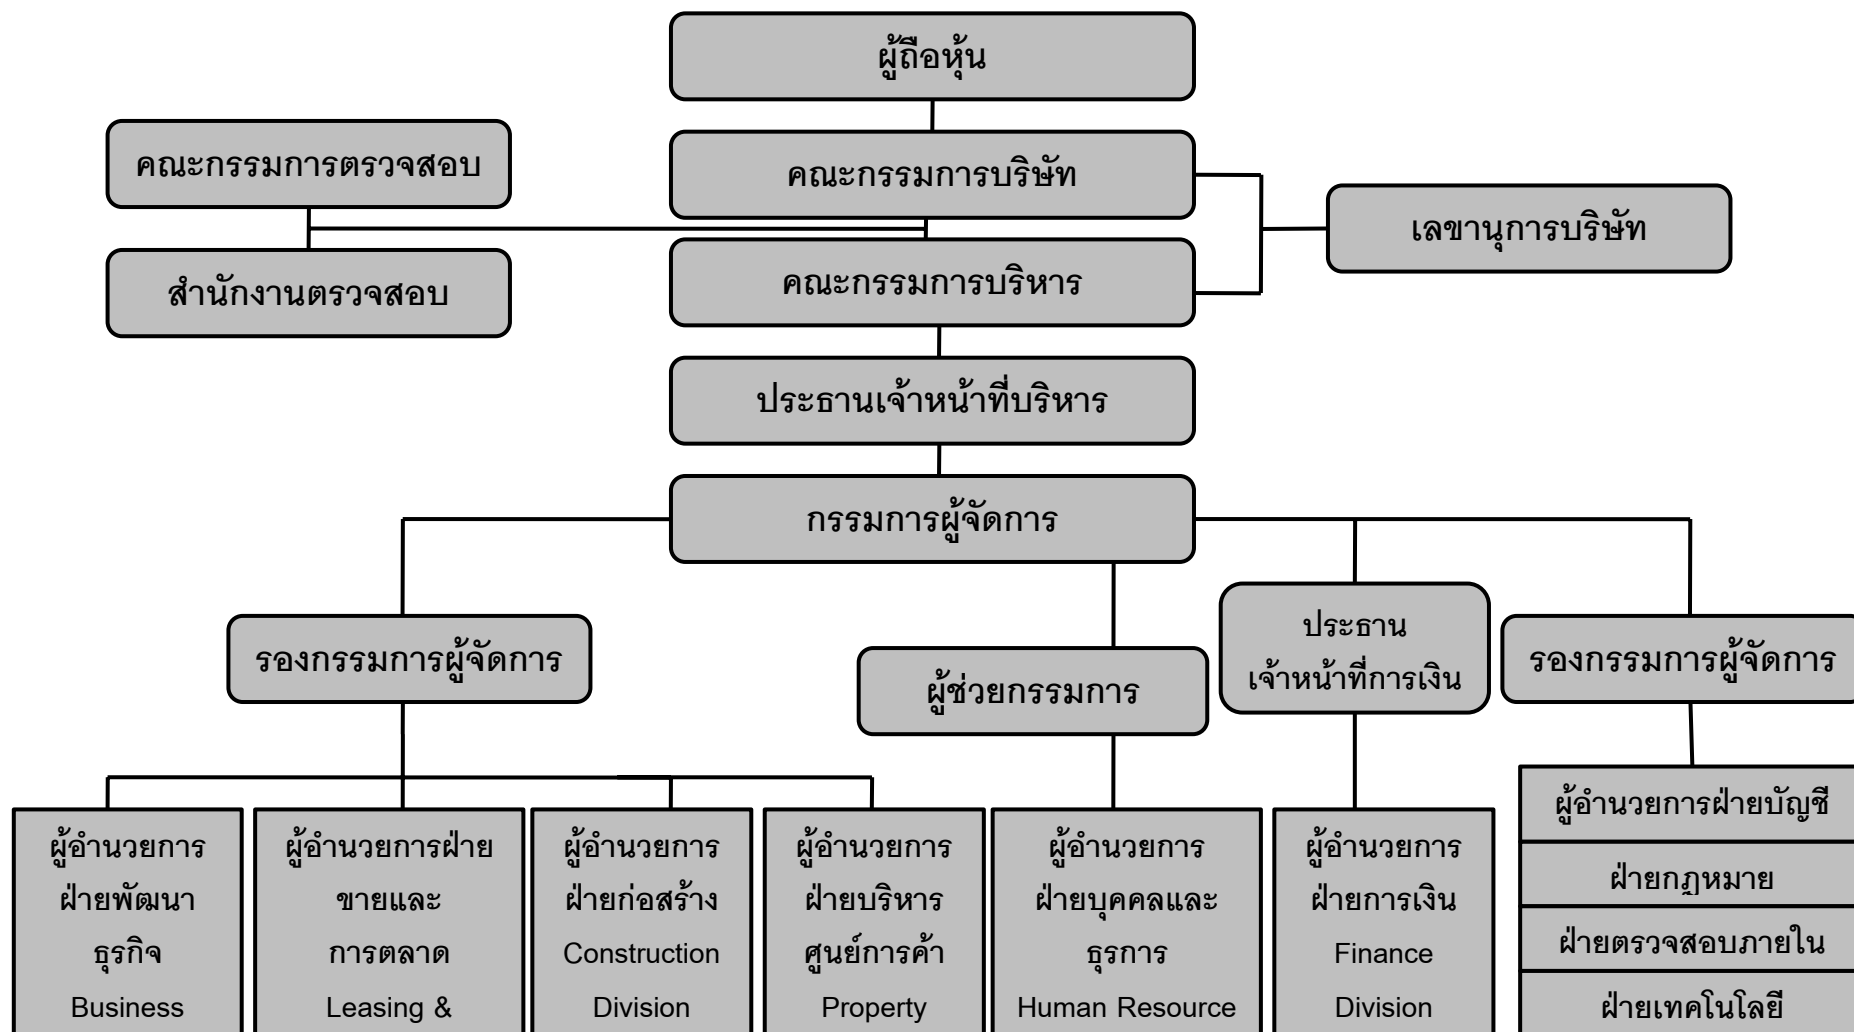 ผู้ถือหุ้น
คณะกรรมการตรวจสอบ
คณะกรรมการบริษัท
เลขานุการบริษัท
สำนักงานตรวจสอบ
คณะกรรมการบริหาร
ประธานเจ้าหน้าที่บริหาร
กรรมการผู้จัดการ
รองกรรมการผู้จัดการ
ผู้ช่วยกรรมการ
ประธาน
เจ้าหน้าที่การเงิน
รองกรรมการผู้จัดการ
ผู้อำนวยการ
ฝ่ายพัฒนา
ธุรกิจ
Business
ผู้อำนวยการฝ่าย
ขายและ
การตลาด
Leasing &
ผู้อำนวยการ
ฝ่ายก่อสร้าง
Construction
Division
ผู้อำนวยการ
ฝ่ายบริหาร
ศูนย์การค้า
Property
ผู้อำนวยการ
ฝ่ายบุคคลและ
ธุรการ
Human Resource
ผู้อำนวยการ
ฝ่ายการเงิน
Finance
Division
ผู้อำนวยการฝ่ายบัญชี
ฝ่ายกฎหมาย
ฝ่ายตรวจสอบภายใน
ฝ่ายเทคโนโลยี